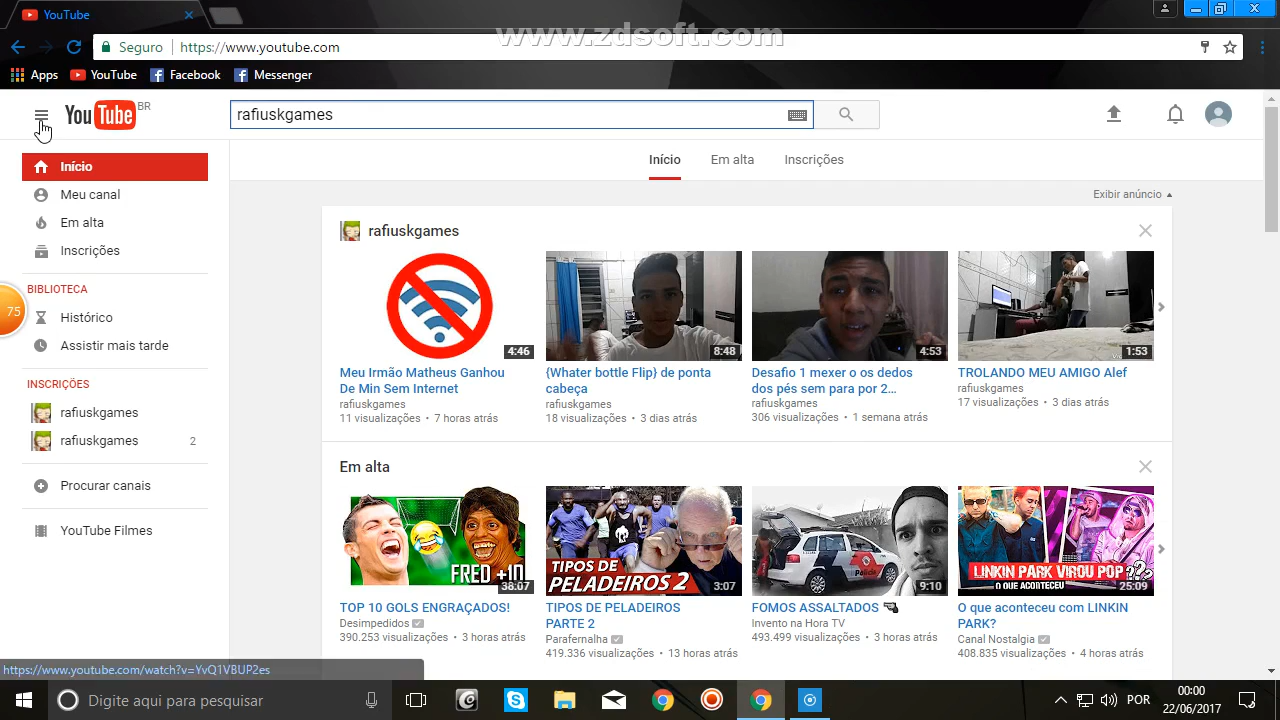 YouTube
www.zdsoft.com
Seguro https://www.youtube.com
Apps YouTube Facebook Messenger
YouTube BR
rafiuskgames
Início
Meu canal
Em alta
Inscrições
BIBLIOTECA
Histórico
Assistir mais tarde
INSCRIÇÕES
rafiuskgames
rafiuskgames 2
Procurar canais
YouTube Filmes
75
Início Em alta Inscrições
Exibir anúncio
rafiuskgames
4:46
8:48
4:53
1:53
Meu Irmão Matheus Ganhou
De Min Sem Internet
rafiuskgames
11 visualizações • 7 horas atrás
{Whater bottle Flip} de ponta
cabeça
rafiuskgames
18 visualizações • 3 dias atrás
Desafio 1 mexer o os dedos
dos pés sem para por 2...
rafiuskgames
306 visualizações • 1 semana atrás
TROLANDO MEU AMIGO Alef
rafiuskgames
17 visualizações • 3 dias atrás
Em alta
FRED +10
38:07
TIPOS DE
PELADEIROS 2
3:07
Polícia
9:10
LINKIN PARK VIROU POP??
O QUE ACONTECEU
25:09
TOP 10 GOLS ENGRAÇADOS!
Desimpedidos
390.253 visualizações • 3 horas atrás
TIPOS DE PELADEIROS
PARTE 2
Parafernalha
419.336 visualizações • 13 horas atrás
FOMOS ASSALTADOS
Invento na Hora TV
493.499 visualizações • 3 horas atrás
O que aconteceu com LINKIN
PARK?
Canal Nostalgia
408.835 visualizações • 4 horas atrás
https://www.youtube.com/watch?v=YvQ1VBUP2es
Digite aqui para pesquisar
POR
00:00
22/06/2017